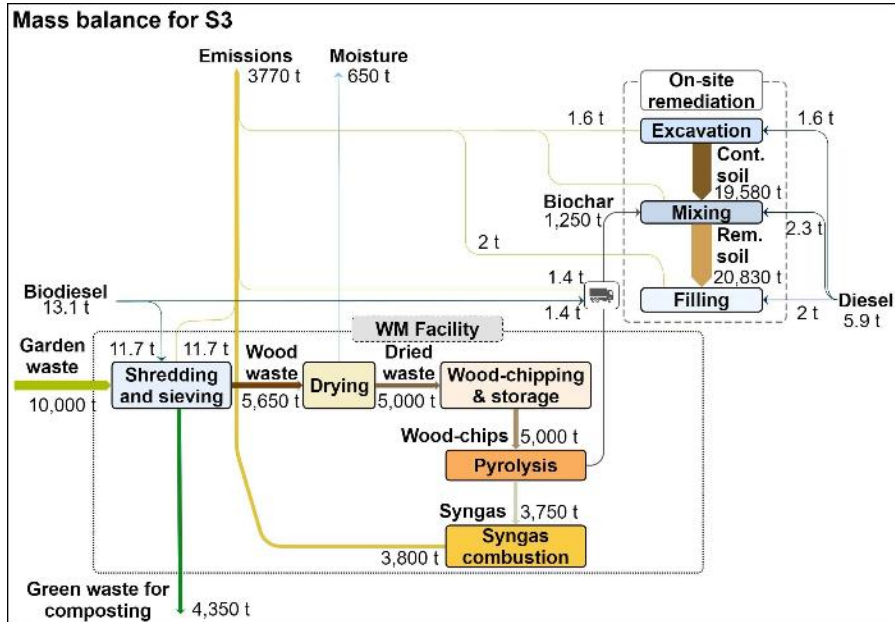 Mass balance for S3
Emissions
3770 t
Moisture
650 t
On-site
remediation
1.6 t
Excavation
1.6 t
Cont.
soil
19,580 t
Biochar
1,250 t
Mixing
2.3 t
Rem.
soil
2 t
20,830 t
1.4 t
Biodiesel
13.1 t
1.4 t
Filling
2 t
Diesel
5.9 t
WM Facility
Garden
waste
10,000 t
11.7 t
11.7 t
Shredding
and sieving
Wood
waste
5,650 t
Drying
Dried
waste
5,000 t
Wood-chipping
& storage
Wood-chips
5,000 t
Pyrolysis
Syngas
3,750 t
Syngas
combustion
3,800 t
Green waste for
composting
4,350 t